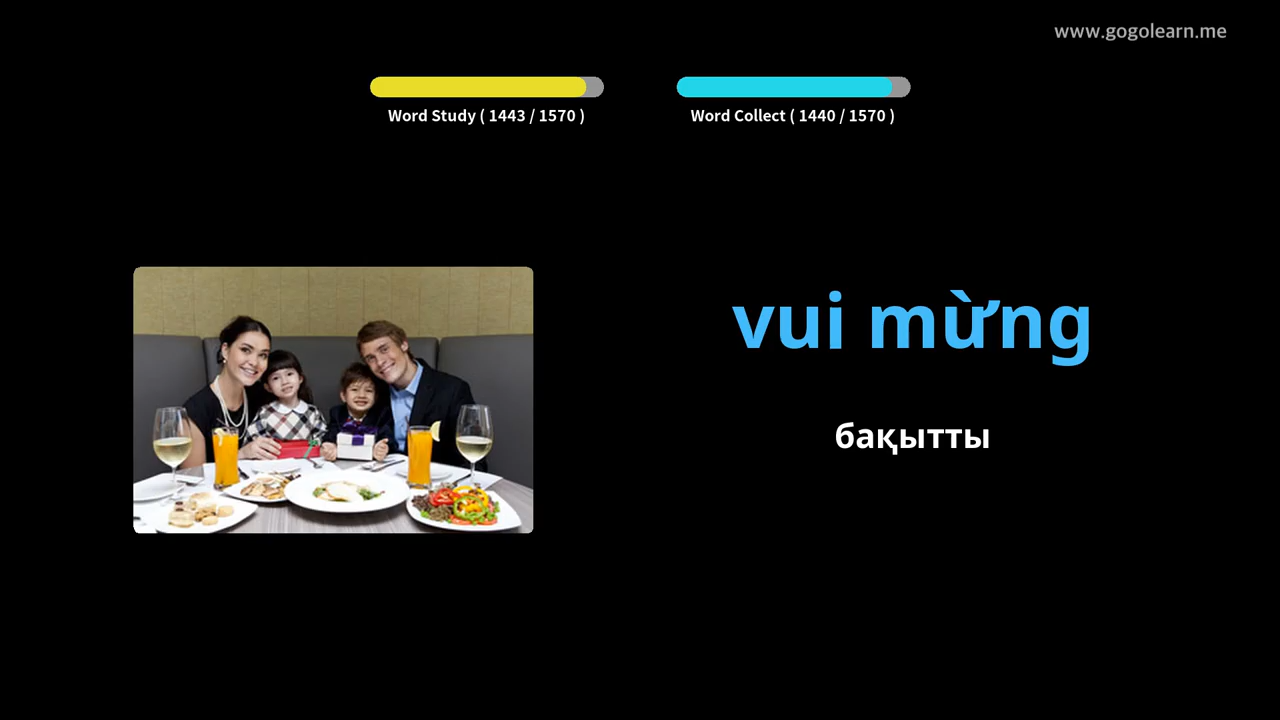 www.gogolearn.me
Word Study ( 1443 / 1570 )
Word Collect ( 1440 / 1570 )
vui mừng
бақытты